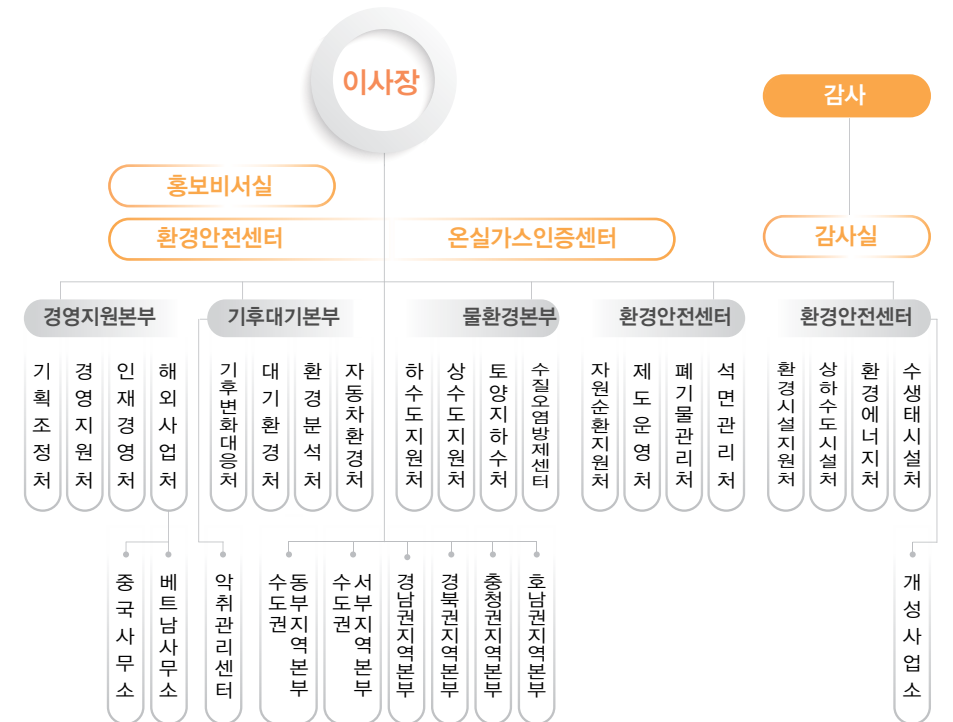 이사장
감사
홍보비서실
환경안전센터
온실가스인증센터
감사실
경영지원본부
기후대기본부
물환경본부
환경안전센터
환경안전센터
기획조정처
경영지원처
인재경영처
해외사업처
기후변화대응처
대기환경처
환경분석처
자동차환경처
하수도지원처
상수도지원처
토양지하수처
수질오염방제센터
자원순환지원처
제도운영처
폐기물관리처
석면관리처
환경시설지원처
상하수도시설처
환경에너지처
수생태시설처
중국사무소
베트남사무소
악취관리센터
수도권
동부지역본부
수도권
서부지역본부
경남권지역본부
경북권지역본부
충청권지역본부
호남권지역본부
개성사업소